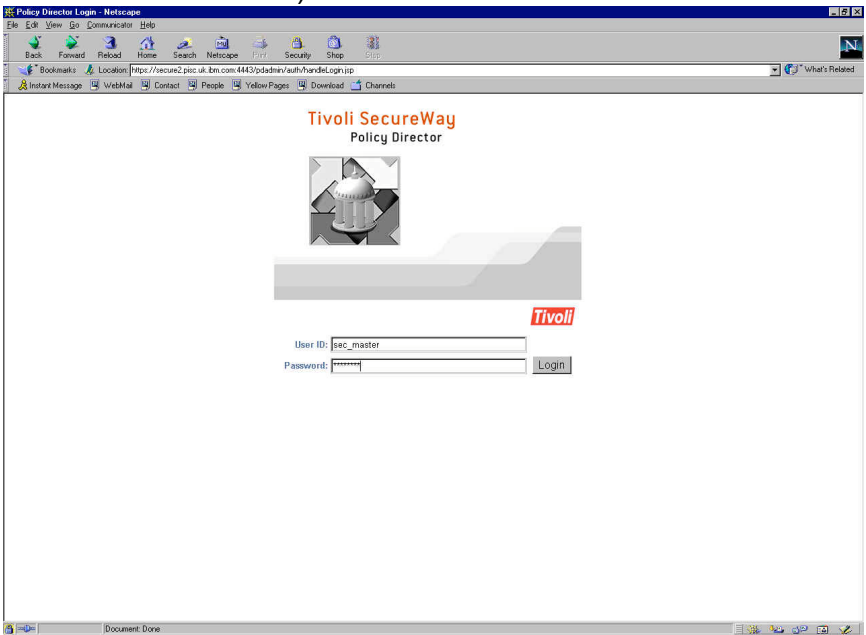 Policy Director Login - Netscape
File Edit View Go Communicator Help
Back Forward Reload Home Search Netscape Print Security Shop Stop
Bookmarks Location: https://secure2.pisc.uk.ibm.com:4443/pdadmin/auth/handleLogin.jsp What's Related
Instant Message WebMail Contact People Yellow Pages Download Channels
Tivoli SecureWay
Policy Director
Tivoli
User ID: sec_master
Password: ********
Login
Document: Done